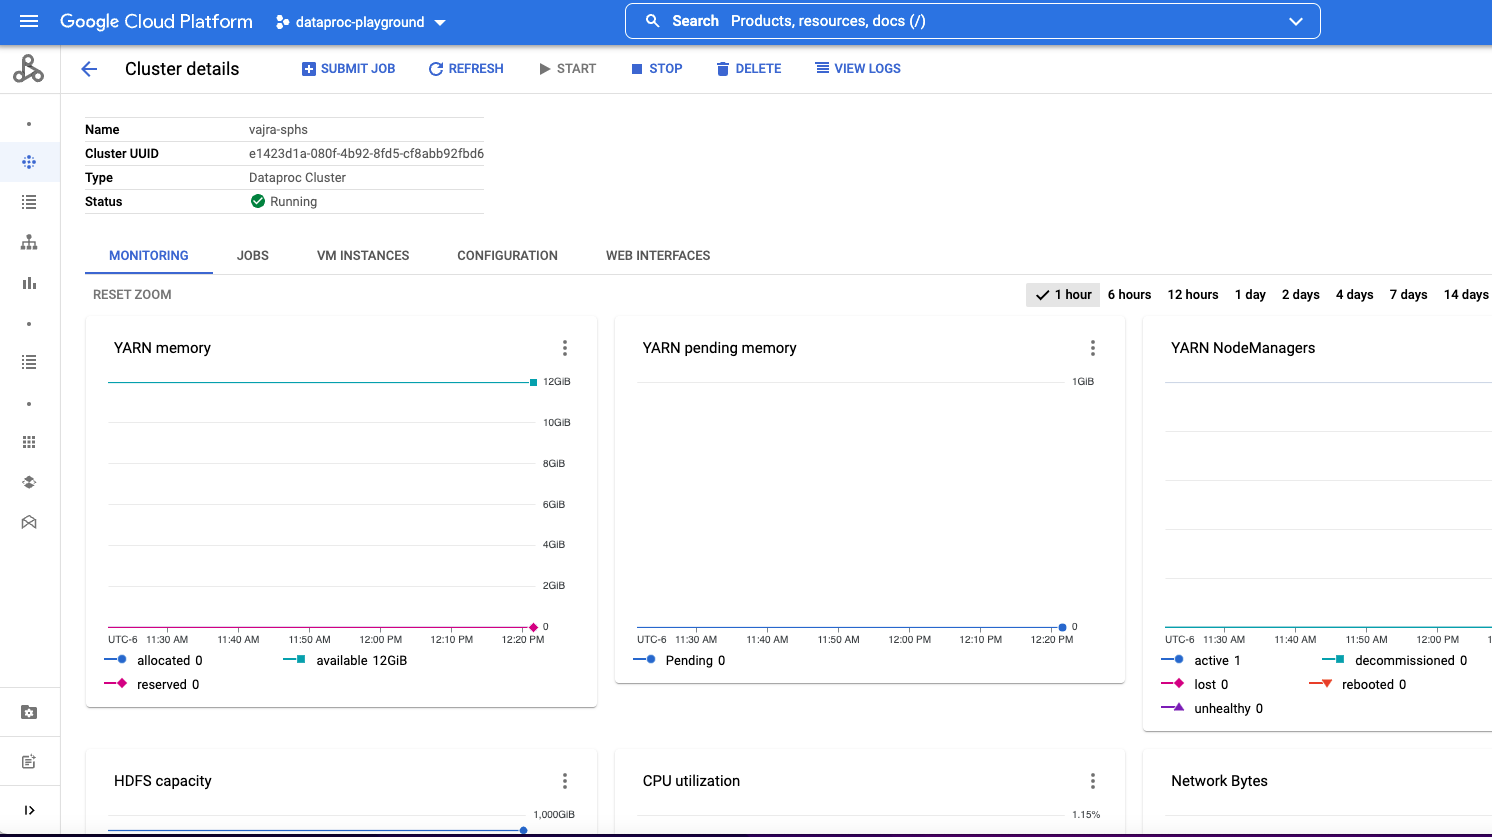 Google Cloud Platform dataproc-playground Search Products, resources, docs (/)
Cluster details SUBMIT JOB REFRESH START STOP DELETE VIEW LOGS
Name vajra-sphs
Cluster UUID e1423d1a-080f-4b92-8fd5-cf8abb92fbd6
Type Dataproc Cluster
Status Running
MONITORING JOBS VM INSTANCES CONFIGURATION WEB INTERFACES
RESET ZOOM 1 hour 6 hours 12 hours 1 day 2 days 4 days 7 days 14 days
YARN memory
12GiB
10GiB
8GiB
6GiB
4GiB
2GiB
0
UTC-6 11:30 AM 11:40 AM 11:50 AM 12:00 PM 12:10 PM 12:20 PM
allocated 0 available 12GiB
reserved 0
YARN pending memory
1GiB
0
UTC-6 11:30 AM 11:40 AM 11:50 AM 12:00 PM 12:10 PM 12:20 PM
Pending 0
YARN NodeManagers
UTC-6 11:30 AM 11:40 AM 11:50 AM 12:00 PM
active 1 decommissioned 0
lost 0 rebooted 0
unhealthy 0
HDFS capacity
1,000GiB
CPU utilization
1.15%
Network Bytes